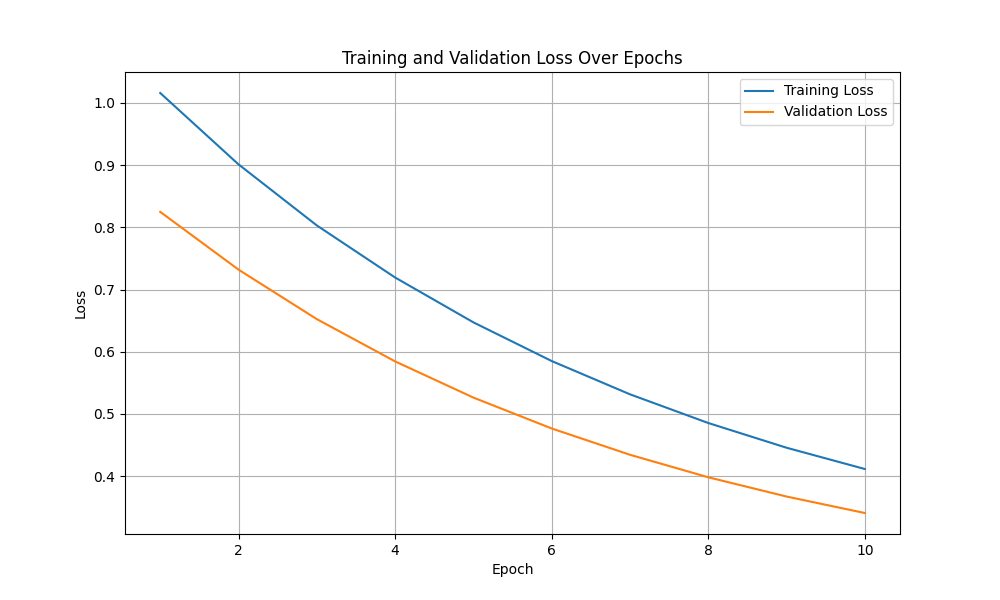 Training and Validation Loss Over Epochs
Training Loss
Validation Loss
1.0
0.9
0.8
0.7
0.6
0.5
0.4
Loss
2 4 6 8 10
Epoch